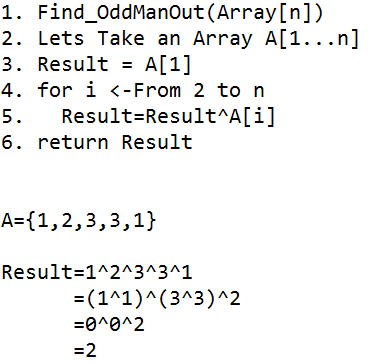 1. Find_OddManOut(Array[n])
2. Lets Take an Array A[1...n]
3. Result = A[1]
4. for i <-From 2 to n
5.   Result=Result^A[i]
6. return Result
A={1,2,3,3,1}
Result=1^2^3^3^1
=(1^1)^(3^3)^2
=0^0^2
=2